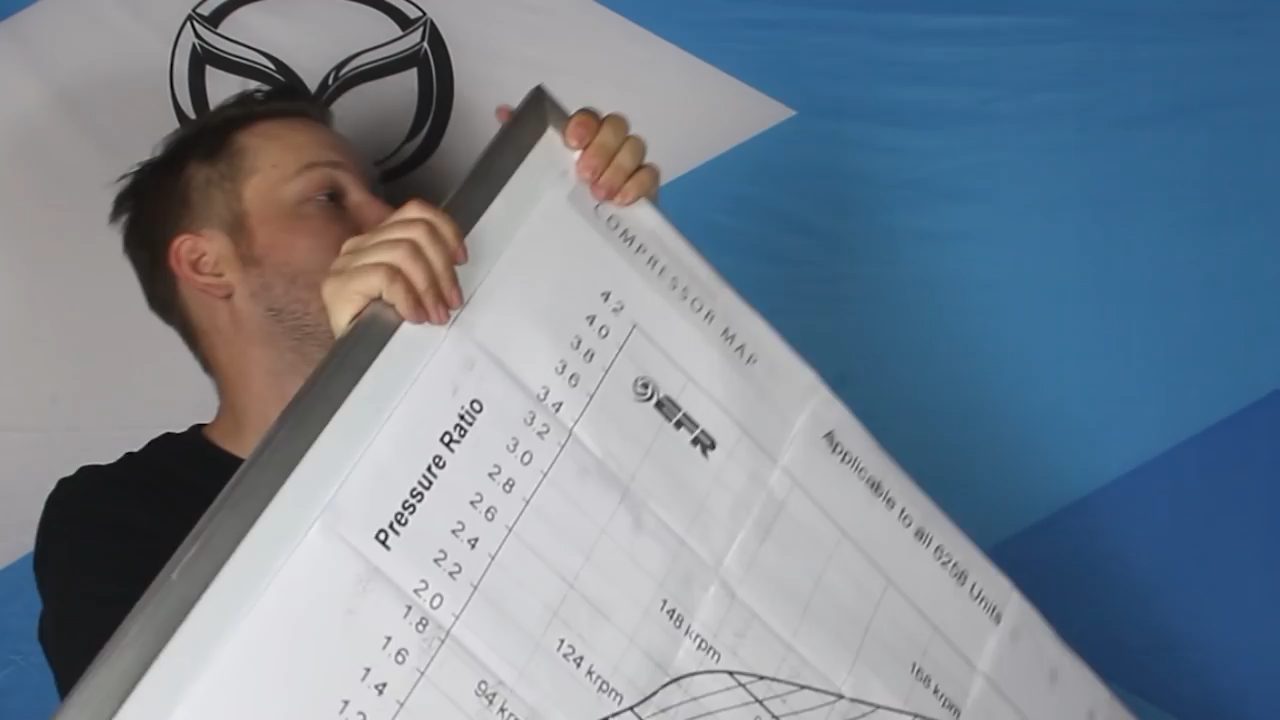 COMPRESSOR MAP
Applicable to all 6258 Units
EFR
Pressure Ratio
4.2
4.0
3.8
3.6
3.4
3.2
3.0
2.8
2.6
2.4
2.2
2.0
1.8
1.6
1.4
148 krpm
168 krpm
124 krpm
94